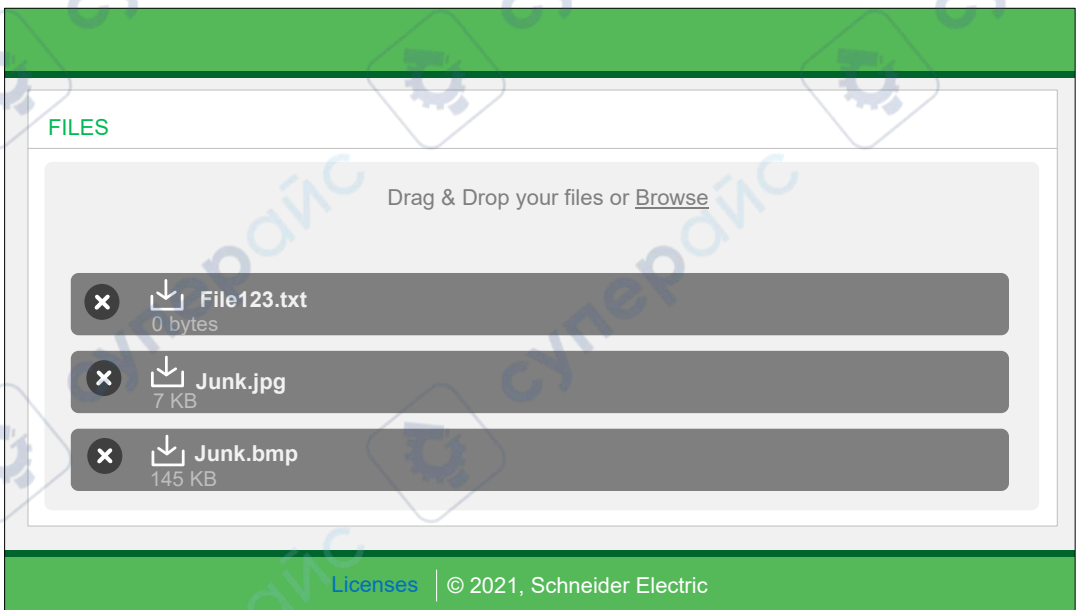 FILES
Drag & Drop your files or Browse
File123.txt
0 bytes
Junk.jpg
7 KB
Junk.bmp
145 KB
Licenses | © 2021, Schneider Electric
суперайс
суперайс